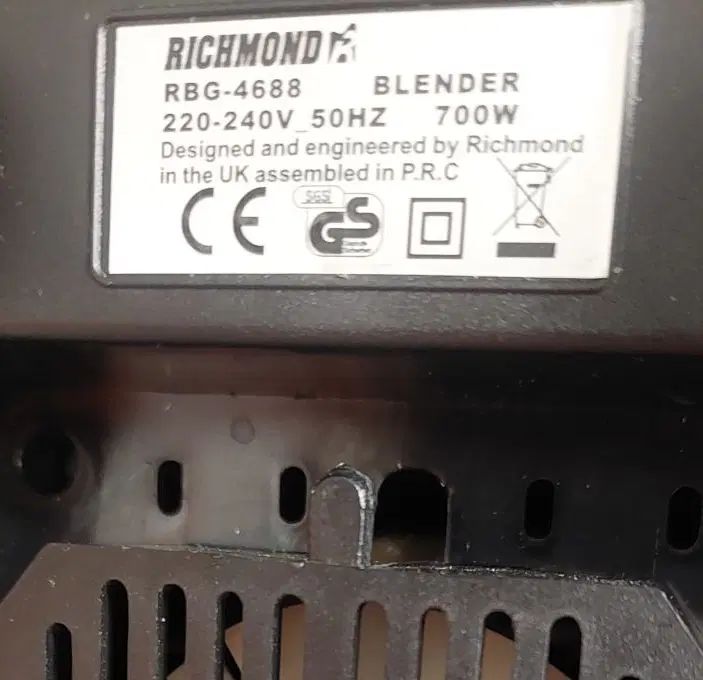 RICHMOND
RBG-4688 BLENDER
220-240V_50HZ 700W
Designed and engineered by Richmond
in the UK assembled in P.R.C
CE SGS GS